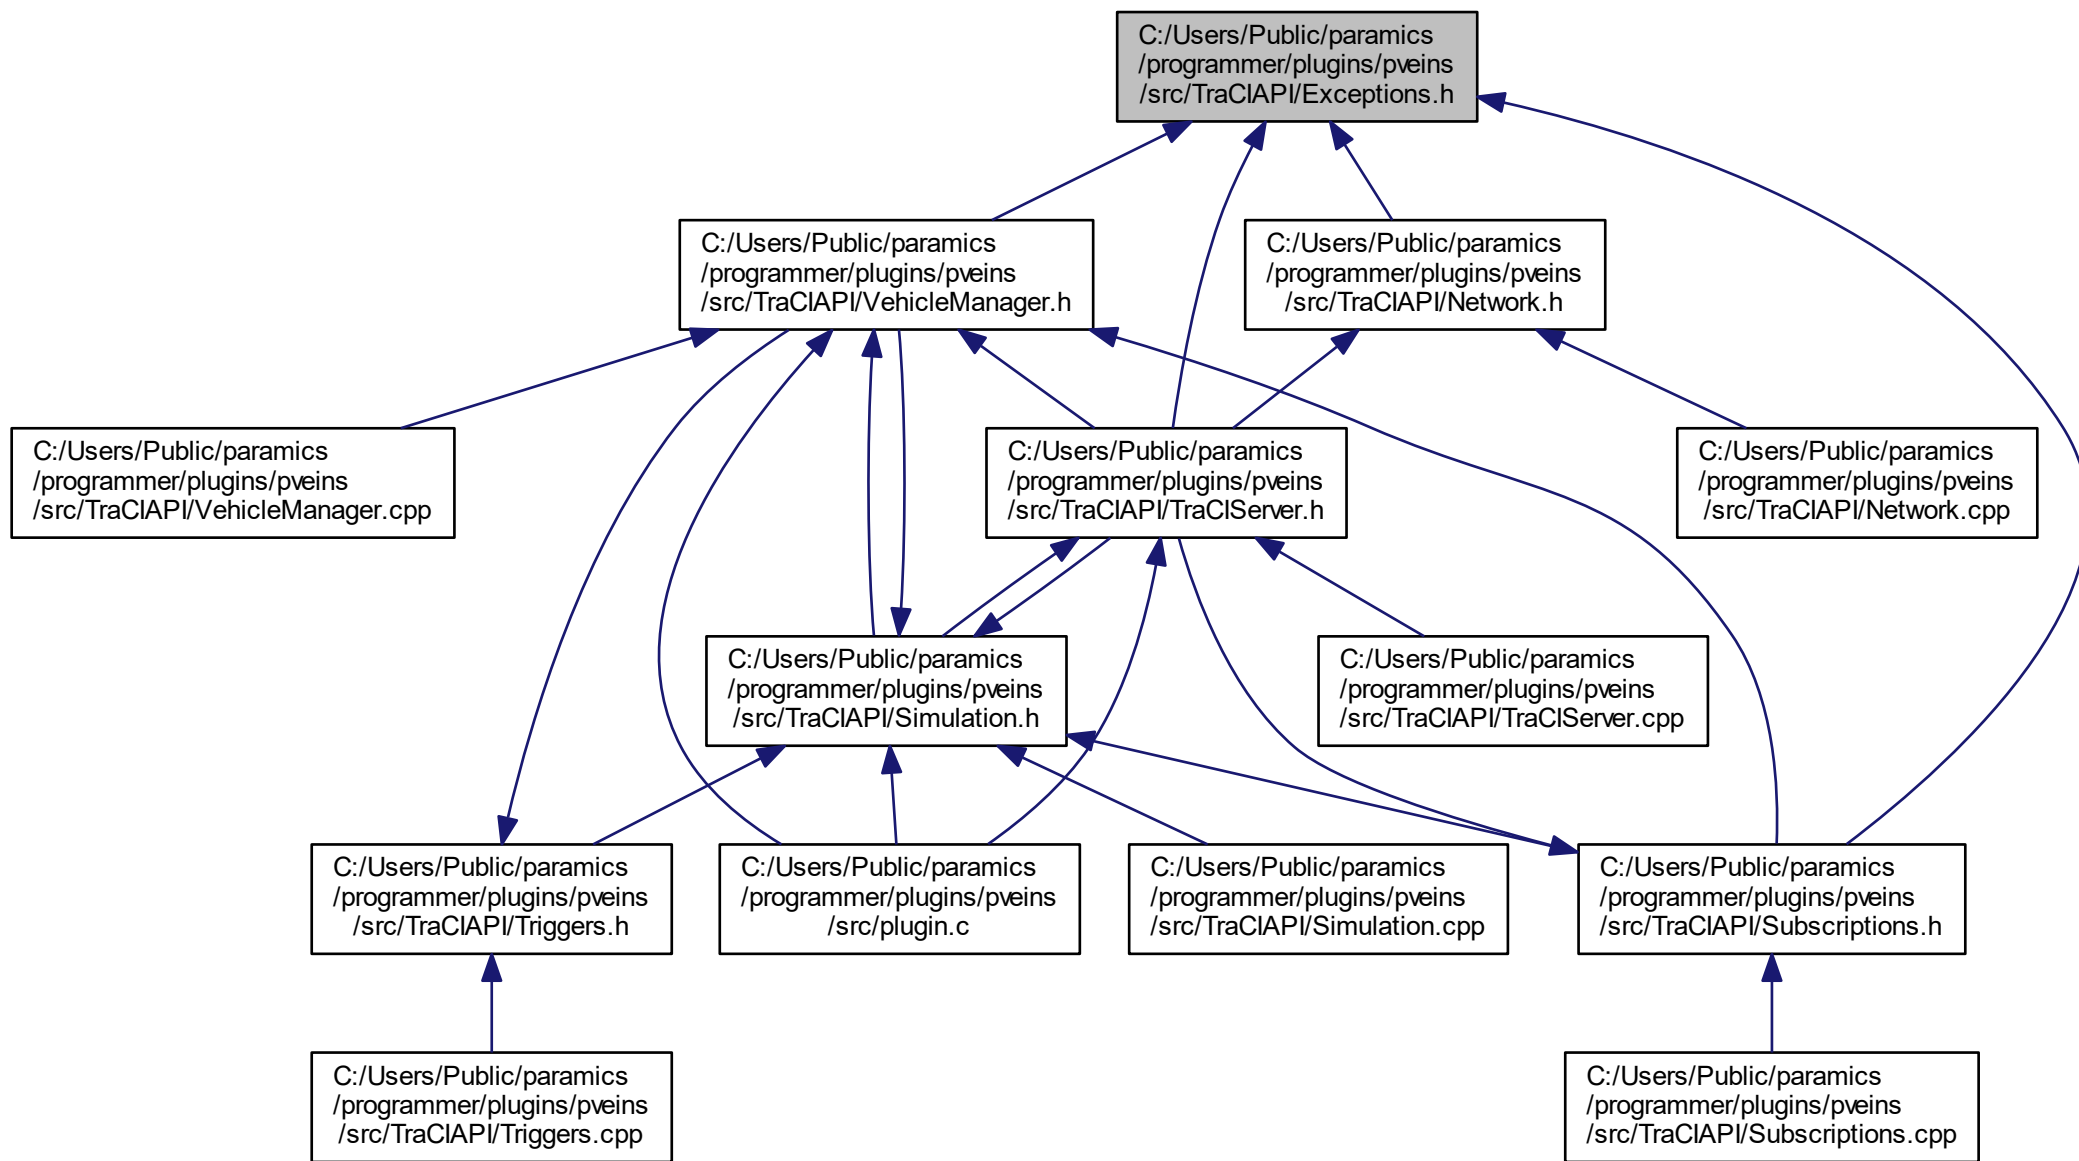 C:/Users/Public/paramics
/programmer/plugins/pveins
/src/TraCIAPI/Exceptions.h
C:/Users/Public/paramics
/programmer/plugins/pveins
/src/TraCIAPI/VehicleManager.h
C:/Users/Public/paramics
/programmer/plugins/pveins
/src/TraCIAPI/Network.h
C:/Users/Public/paramics
/programmer/plugins/pveins
/src/TraCIAPI/VehicleManager.cpp
C:/Users/Public/paramics
/programmer/plugins/pveins
/src/TraCIAPI/TraCIServer.h
C:/Users/Public/paramics
/programmer/plugins/pveins
/src/TraCIAPI/Network.cpp
C:/Users/Public/paramics
/programmer/plugins/pveins
/src/TraCIAPI/Simulation.h
C:/Users/Public/paramics
/programmer/plugins/pveins
/src/TraCIAPI/TraCIServer.cpp
C:/Users/Public/paramics
/programmer/plugins/pveins
/src/TraCIAPI/Triggers.h
C:/Users/Public/paramics
/programmer/plugins/pveins
/src/plugin.c
C:/Users/Public/paramics
/programmer/plugins/pveins
/src/TraCIAPI/Simulation.cpp
C:/Users/Public/paramics
/programmer/plugins/pveins
/src/TraCIAPI/Subscriptions.h
C:/Users/Public/paramics
/programmer/plugins/pveins
/src/TraCIAPI/Triggers.cpp
C:/Users/Public/paramics
/programmer/plugins/pveins
/src/TraCIAPI/Subscriptions.cpp